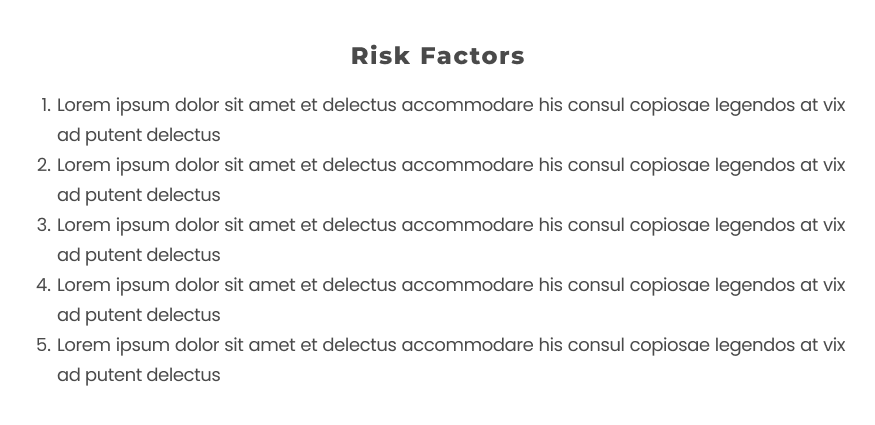 Risk Factors
1. Lorem ipsum dolor sit amet et delectus accommodare his consul copiosae legendos at vix
ad putent delectus
2. Lorem ipsum dolor sit amet et delectus accommodare his consul copiosae legendos at vix
ad putent delectus
3. Lorem ipsum dolor sit amet et delectus accommodare his consul copiosae legendos at vix
ad putent delectus
4. Lorem ipsum dolor sit amet et delectus accommodare his consul copiosae legendos at vix
ad putent delectus
5. Lorem ipsum dolor sit amet et delectus accommodare his consul copiosae legendos at vix
ad putent delectus